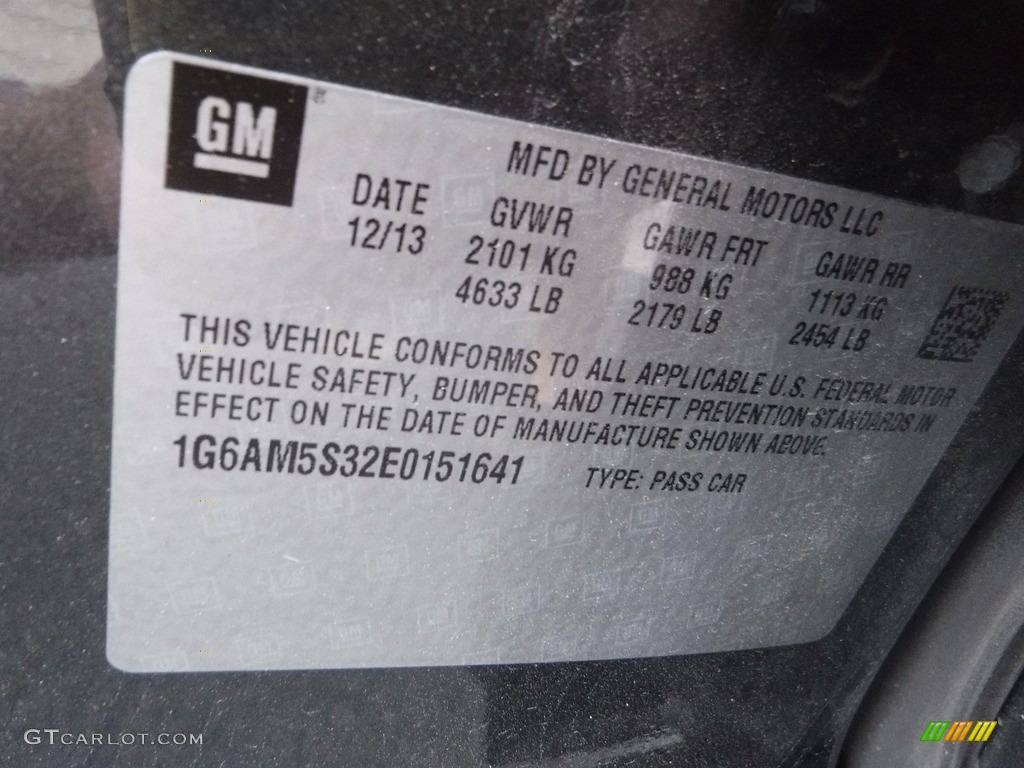 GM
MFD BY GENERAL MOTORS LLC
DATE GVWR GAWR FRT GAWR RR
12/13 2101 KG 988 KG 1113 KG
4633 LB 2179 LB 2454 LB
THIS VEHICLE CONFORMS TO ALL APPLICABLE U.S. FEDERAL MOTOR
VEHICLE SAFETY, BUMPER, AND THEFT PREVENTION STANDARDS IN
EFFECT ON THE DATE OF MANUFACTURE SHOWN ABOVE.
1G6AM5S32E0151641 TYPE: PASS CAR
GTCARLOT.COM